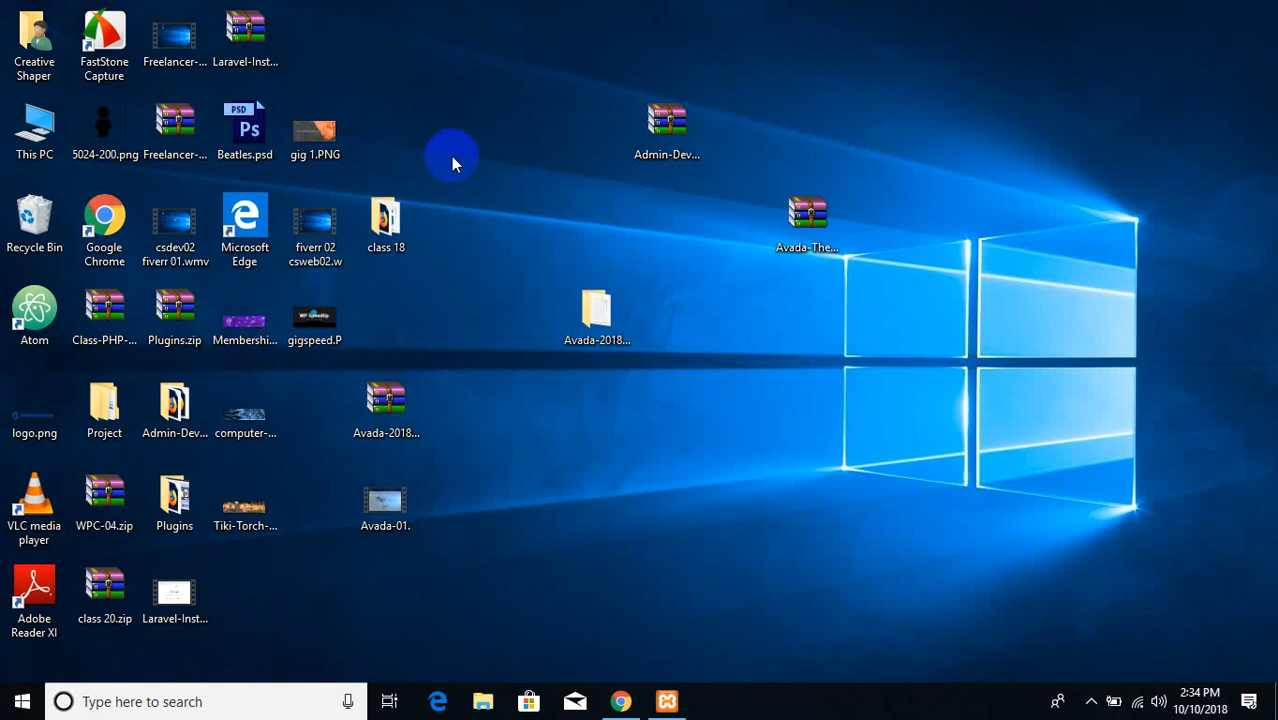 Creative
Shaper
FastStone
Capture
Freelancer-...
Laravel-Inst...
This PC
5024-200.png
Freelancer-...
PSD
Ps
Beatles.psd
gig 1.PNG
Admin-Dev...
Recycle Bin
Google
Chrome
csdev02
fiverr 01.wmv
Microsoft
Edge
fiverr 02
csweb02.w
class 18
Avada-The...
Atom
Class-PHP-...
Plugins.zip
Membershi...
WP SpeedUp
gigspeed.P
Avada-2018...
logo.png
Project
Admin-Dev...
computer-...
Avada-2018...
VLC media
player
WPC-04.zip
Plugins
Tiki-Torch-...
Avada-01.
Adobe
Reader XI
class 20.zip
Laravel-Inst...
Type here to search
2:34 PM
10/10/2018